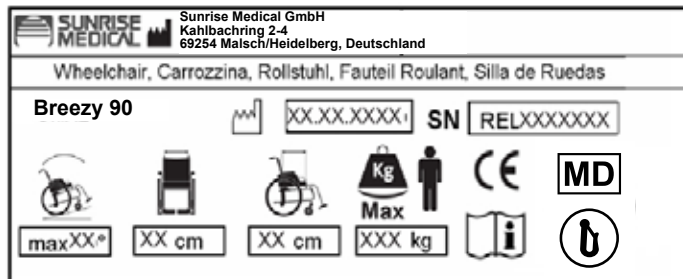 SUNRISE
MEDICAL
Sunrise Medical GmbH
Kahlbachring 2-4
69254 Malsch/Heidelberg, Deutschland
Wheelchair, Carrozzina, Rollstuhl, Fauteil Roulant, Silla de Ruedas
Breezy 90
XX.XX.XXXX
SN RELXXXXXXX
Kg
Max
CE
MD
maxXX.°
XX cm
XX cm
XXX kg
i